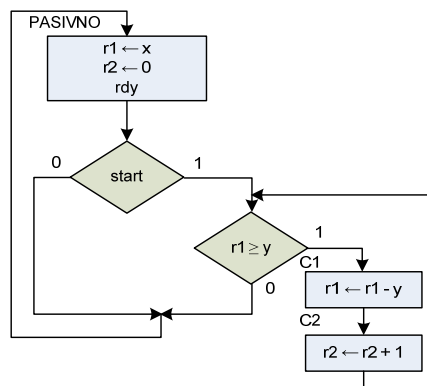 PASIVNO
r1 ← x
r2 ← 0
rdy
0
start
1
r1 ≥ y
1
0
C1
r1 ← r1 - y
C2
r2 ← r2 + 1